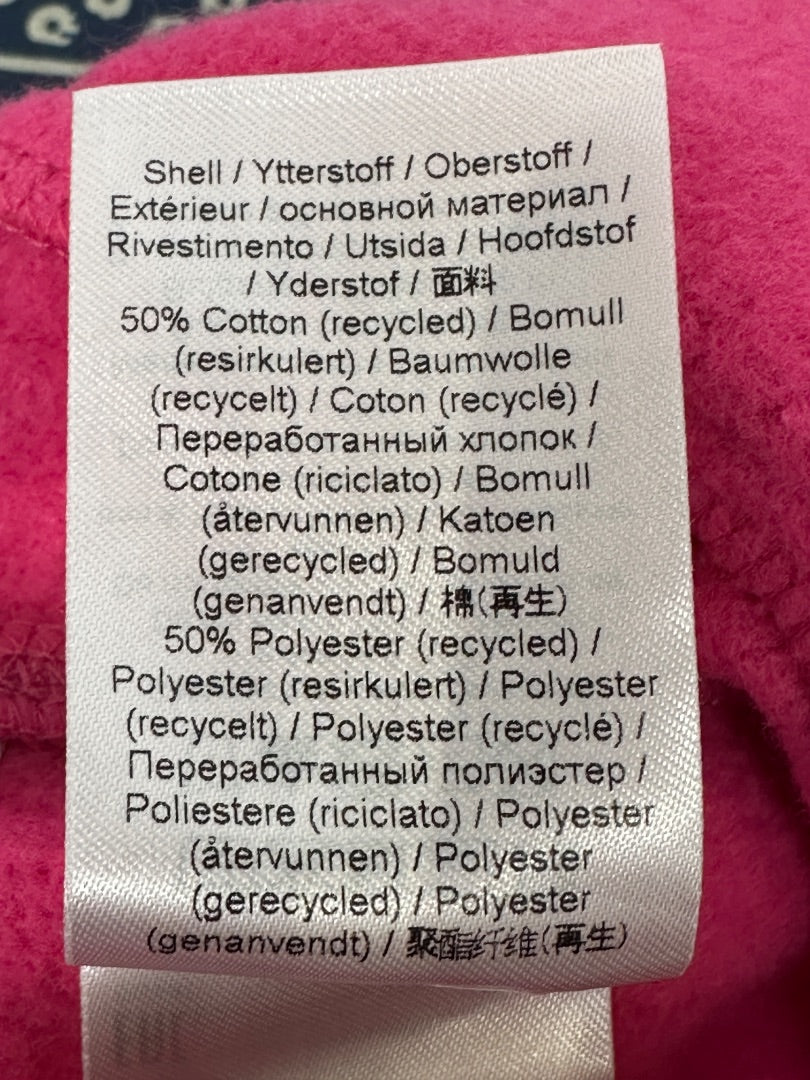 Shell / Ytterstoff / Oberstoff /
Extérieur / основной материал /
Rivestimento / Utsida / Hoofdstof
/ Yderstof / 面料
50% Cotton (recycled) / Bomull
(resirkulert) / Baumwolle
(recycelt) / Coton (recyclé) /
Переработанный хлопок /
Cotone (riciclato) / Bomull
(återvunnen) / Katoen
(gerecycled) / Bomuld
(genanvendt) / 棉(再生)
50% Polyester (recycled) /
Polyester (resirkulert) / Polyester
(recycelt) / Polyester (recyclé) /
Переработанный полиэстер /
Poliestere (riciclato) / Polyester
(återvunnen) / Polyester
(gerecycled) / Polyester
(genanvendt) / 聚酯纤维(再生)